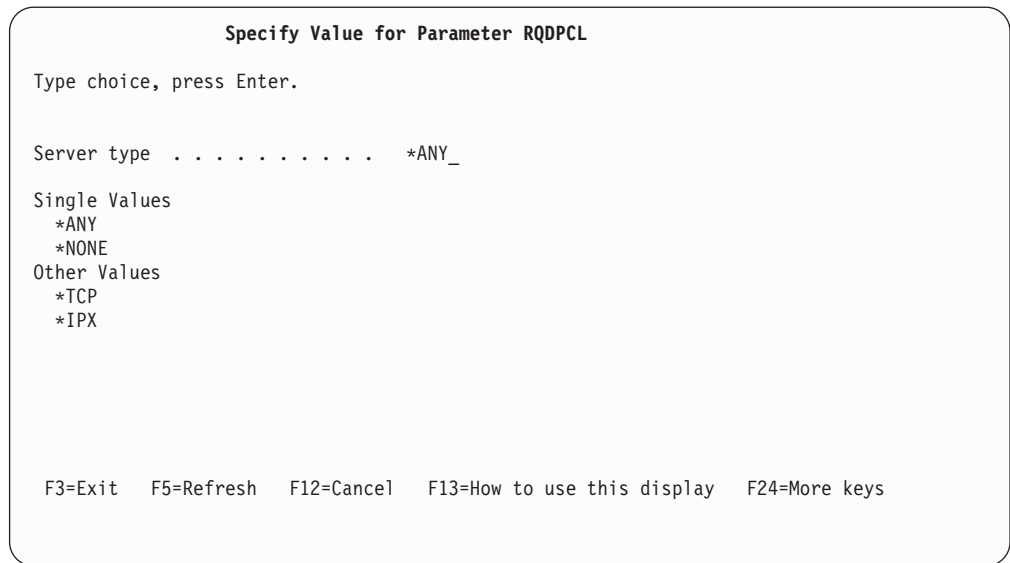 Specify Value for Parameter RQDPCL
Type choice, press Enter.
Server type . . . . . . . . . . *ANY_
Single Values
*ANY
*NONE
Other Values
*TCP
*IPX
F3=Exit F5=Refresh F12=Cancel F13=How to use this display F24=More keys